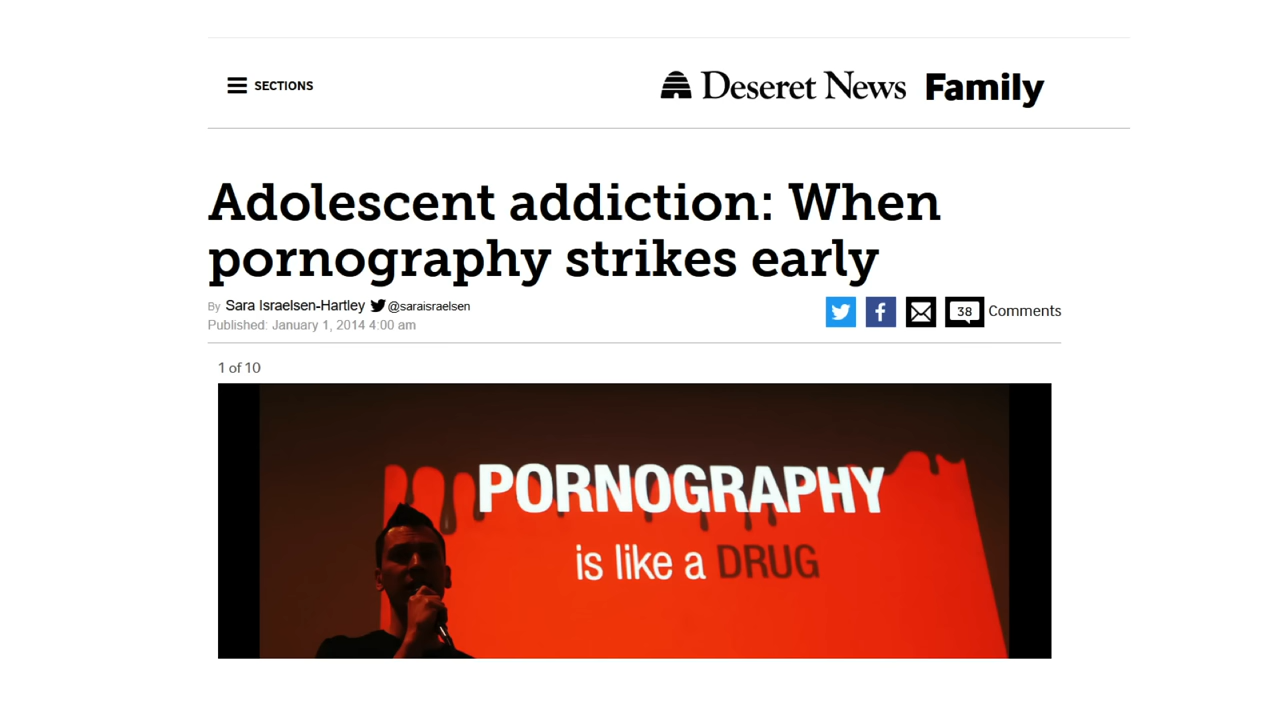 SECTIONS
Deseret News Family
Adolescent addiction: When
pornography strikes early
By Sara Israelsen-Hartley @saraisraelsen
Published: January 1, 2014 4:00 am
38 Comments
1 of 10
PORNOGRAPHY
is like a DRUG